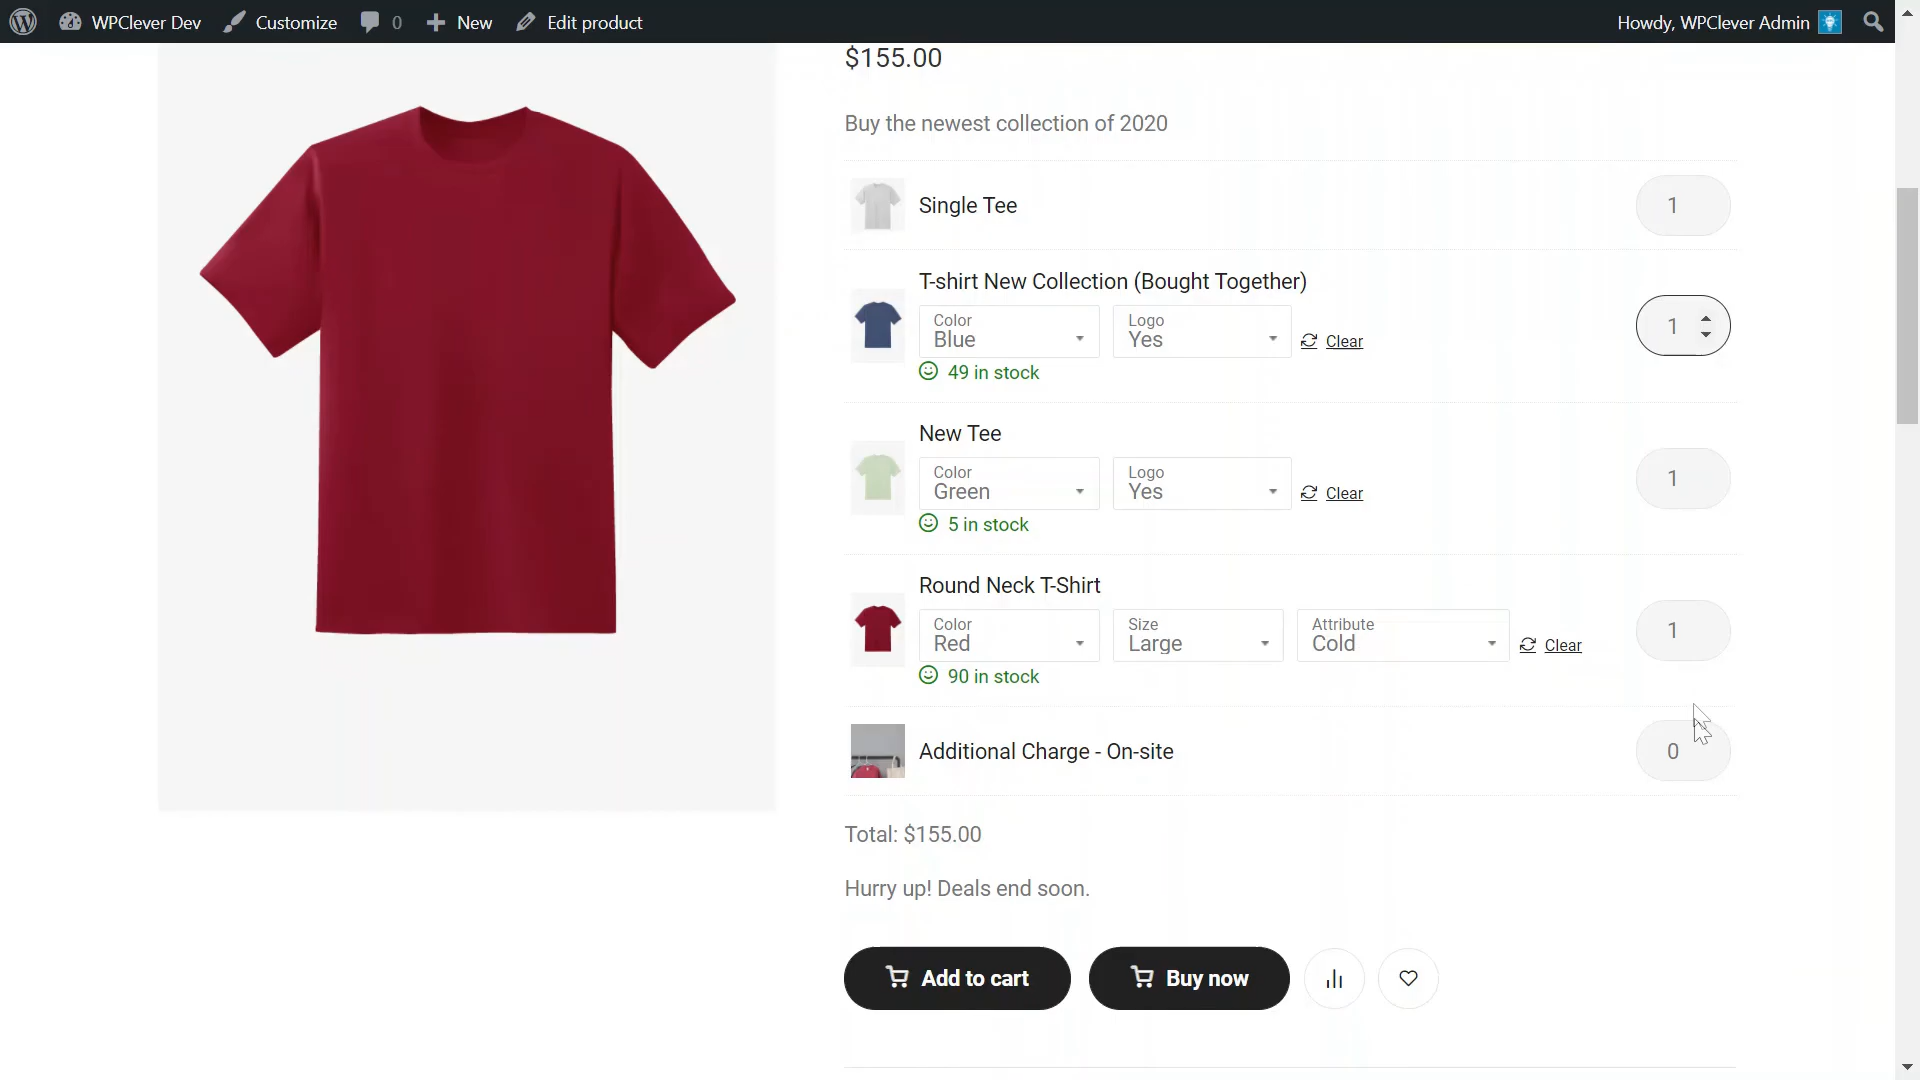 WPClever Dev Customize 0 New Edit product Howdy, WPClever Admin
$155.00
Buy the newest collection of 2020
Single Tee 1
T-shirt New Collection (Bought Together)
Color Logo
Blue Yes Clear 1
49 in stock
New Tee
Color Logo
Green Yes Clear 1
5 in stock
Round Neck T-Shirt
Color Size Attribute
Red Large Cold Clear 1
90 in stock
Additional Charge - On-site 0
Total: $155.00
Hurry up! Deals end soon.
Add to cart Buy now